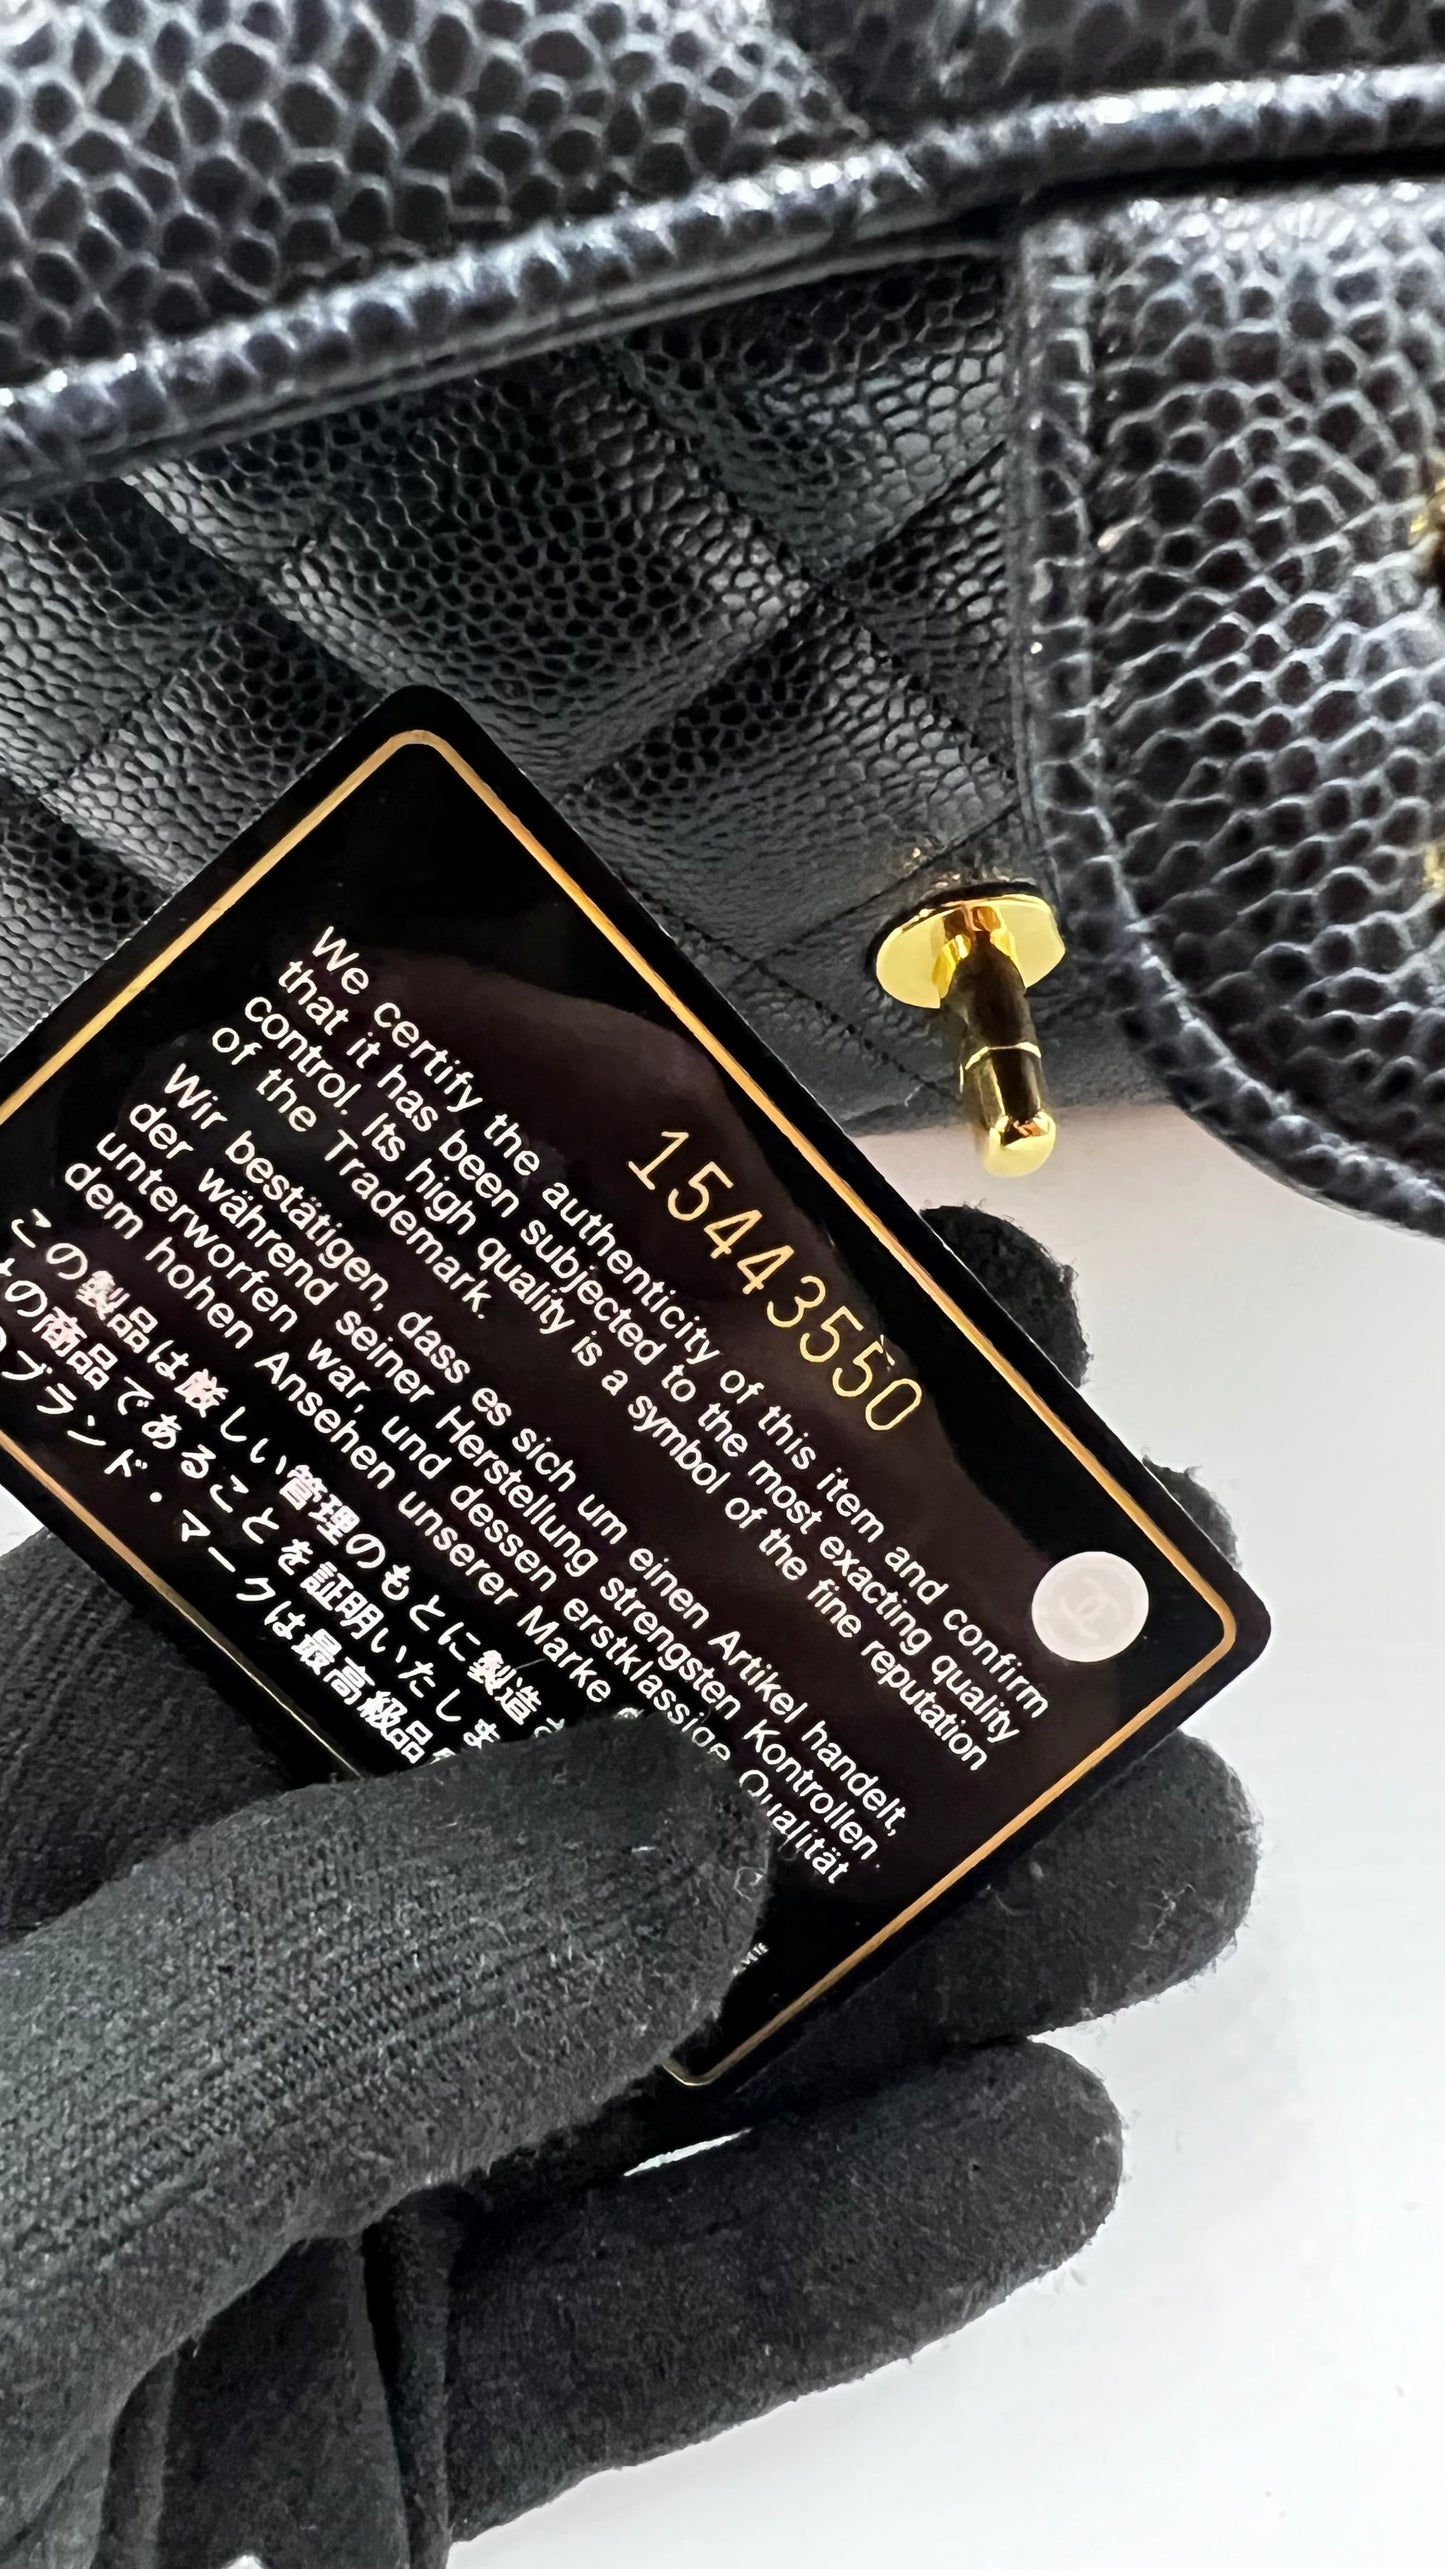 15443550
We certify the authenticity of this item and confirm
that it has been subjected to the most exacting quality
control. Its high quality is a symbol of the fine reputation
of the Trademark.
Wir bestätigen, dass es sich um einen Artikel handelt,
der während seiner Herstellung strengsten Kontrollen
unterworfen war, und dessen erstklassige Qualität
dem hohen Ansehen unserer Marke
この製品は厳しい管理のもとに製造
の商品であることを証明いたしま
ブランド・マークは最高級品